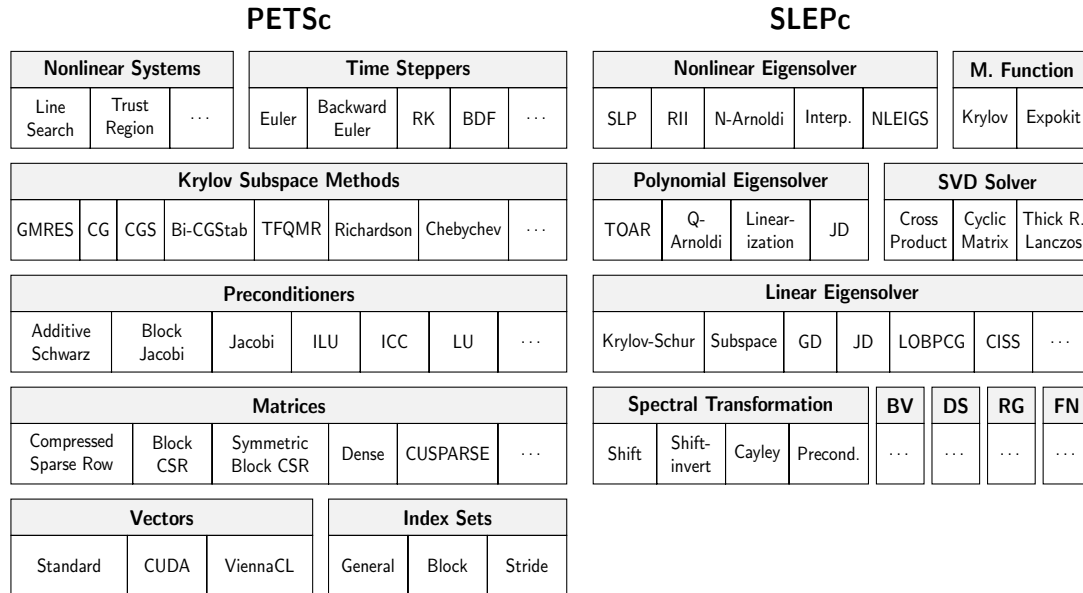 PETSc
Nonlinear Systems
Line
Search
Trust
Region
···
Time Steppers
Euler
Backward
Euler
RK
BDF
···
Krylov Subspace Methods
GMRES
CG
CGS
Bi-CGStab
TFQMR
Richardson
Chebychev
···
Preconditioners
Additive
Schwarz
Block
Jacobi
Jacobi
ILU
ICC
LU
···
Matrices
Compressed
Sparse Row
Block
CSR
Symmetric
Block CSR
Dense
CUSPARSE
···
Vectors
Standard
CUDA
ViennaCL
Index Sets
General
Block
Stride
SLEPc
Nonlinear Eigensolver
SLP
RII
N-Arnoldi
Interp.
NLEIGS
M. Function
Krylov
Expokit
Polynomial Eigensolver
TOAR
Q-
Arnoldi
Linear-
ization
JD
SVD Solver
Cross
Product
Cyclic
Matrix
Thick R.
Lanczos
Linear Eigensolver
Krylov-Schur
Subspace
GD
JD
LOBPCG
CISS
···
Spectral Transformation
Shift
Shift-
invert
Cayley
Precond.
BV
···
DS
···
RG
···
FN
···